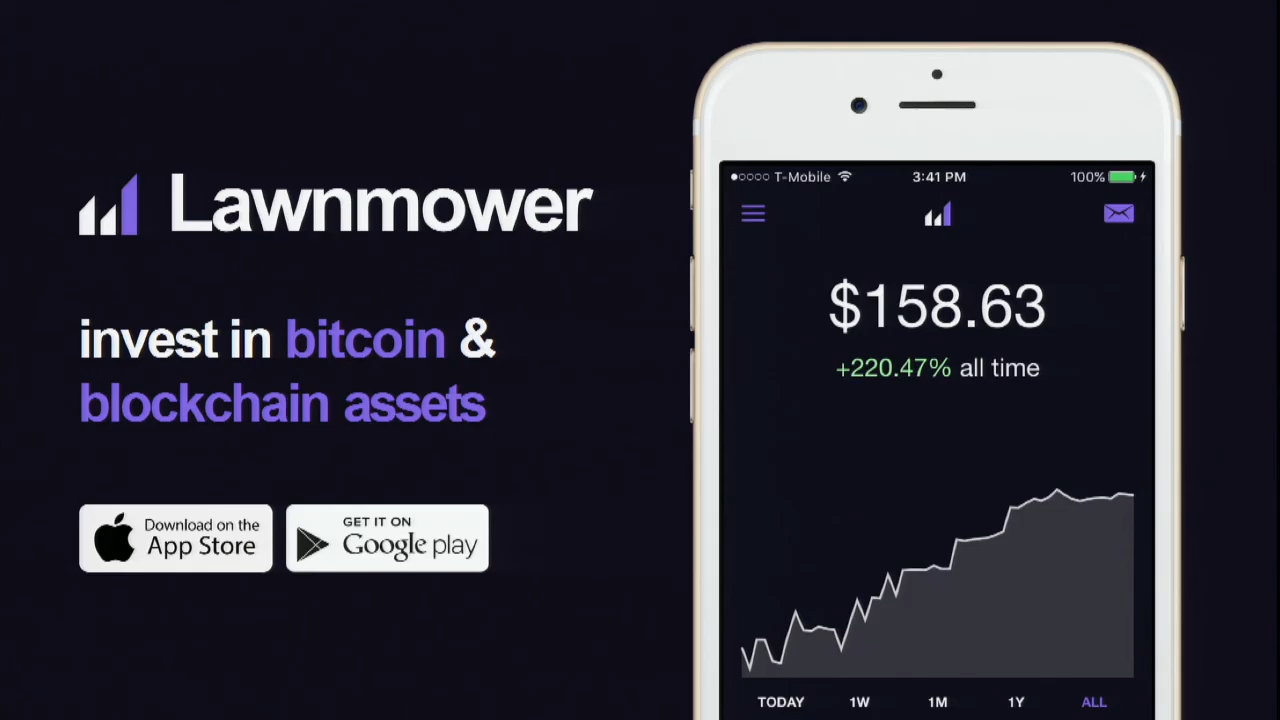 Lawnmower
invest in bitcoin &
blockchain assets
Download on the
App Store
GET IT ON
Google play
T-Mobile 3:41 PM 100%
$158.63
+220.47% all time
TODAY 1W 1M 1Y ALL